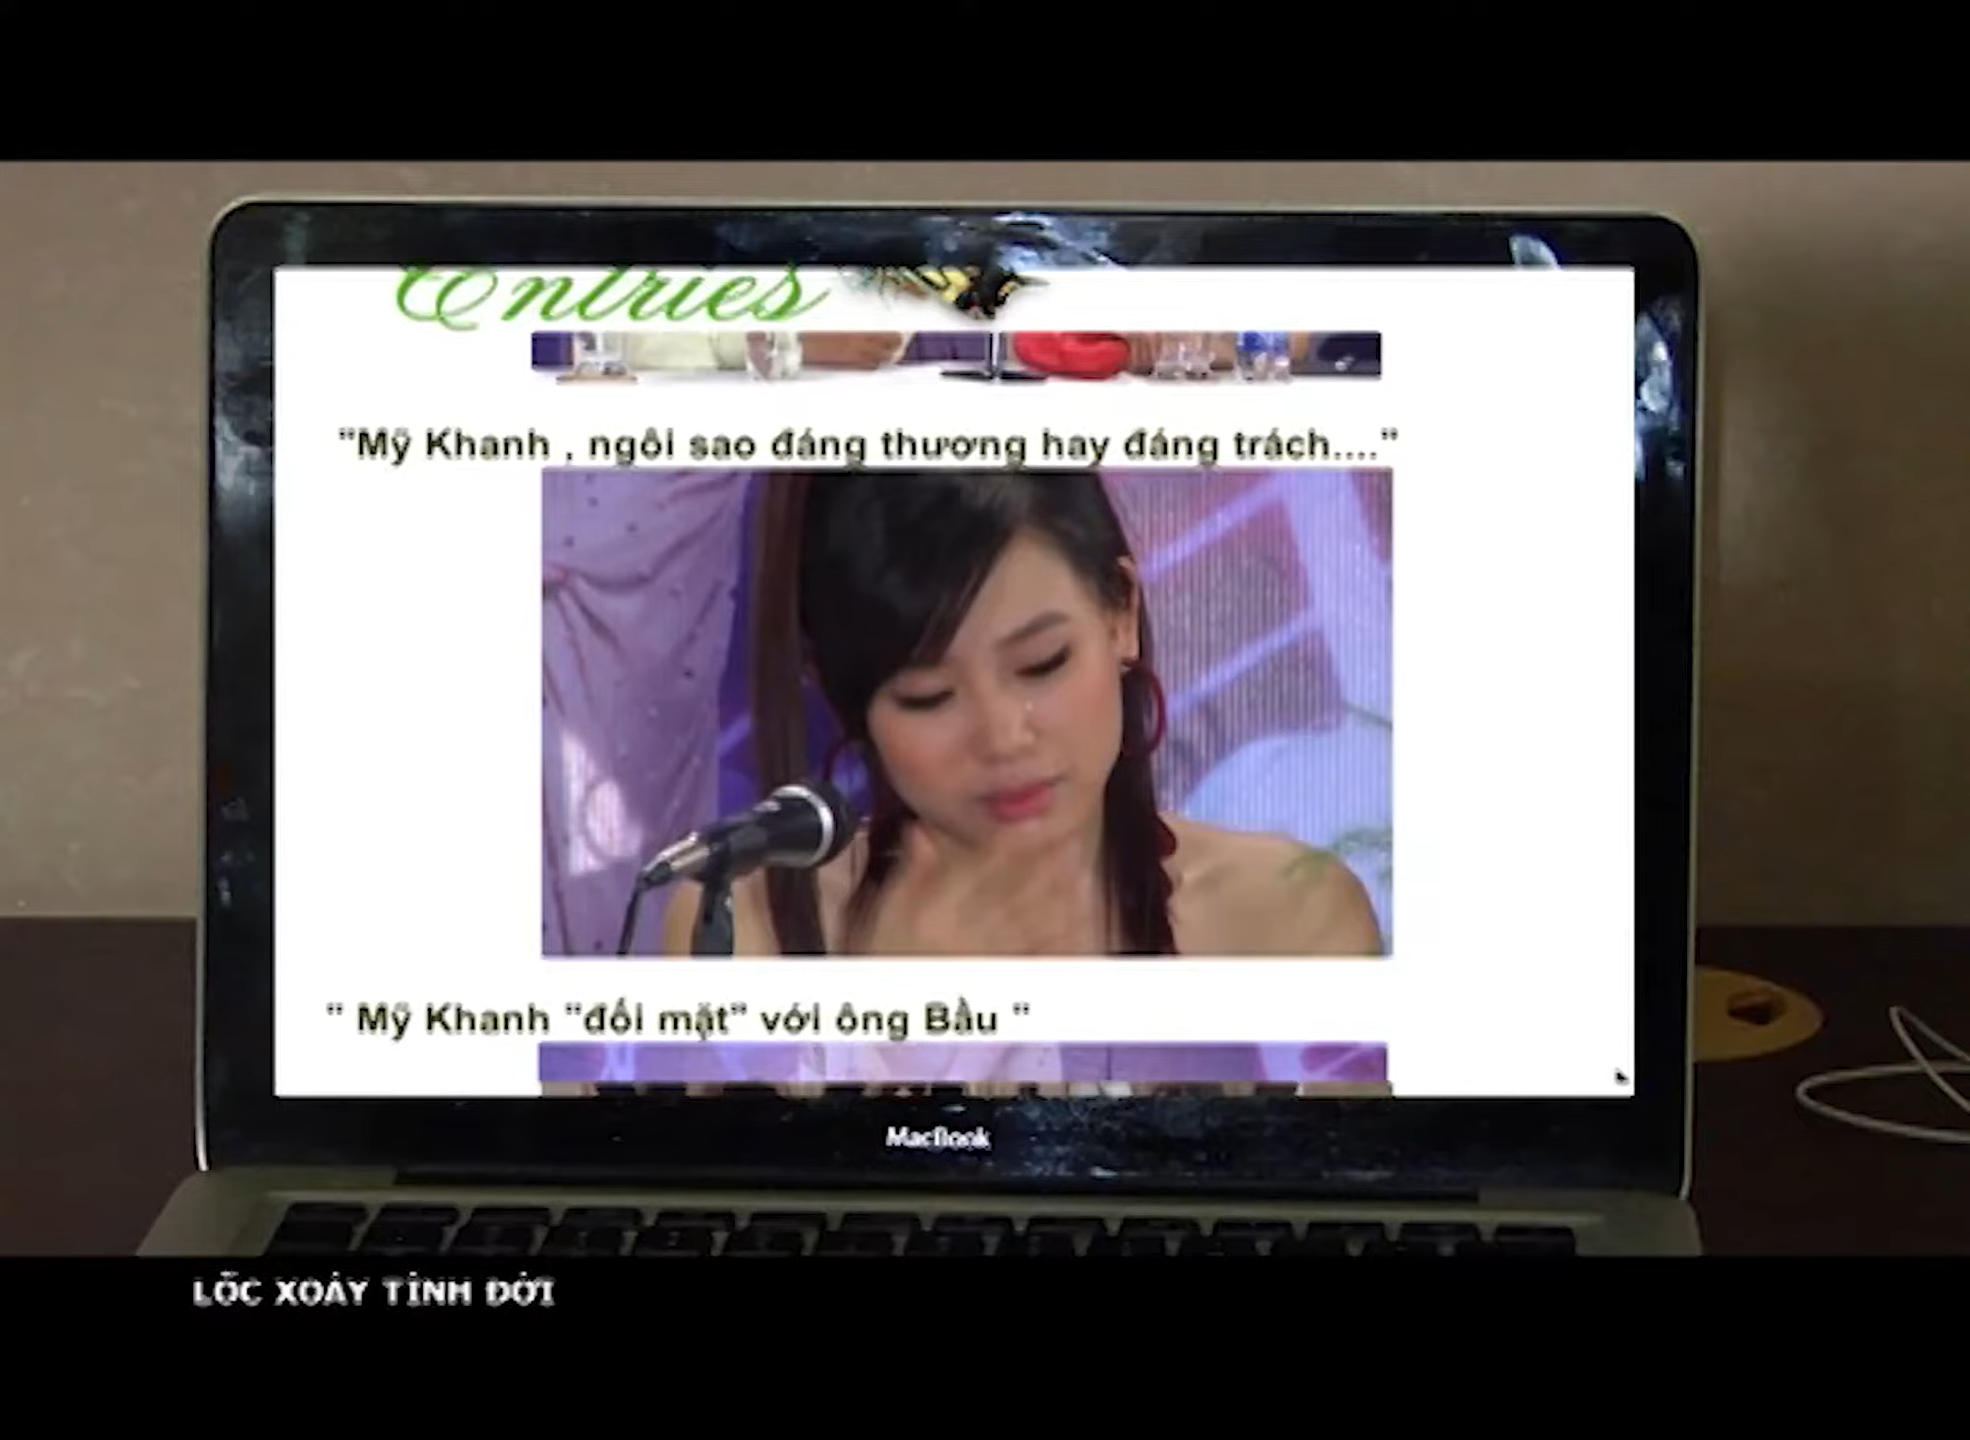 Entries
"Mỹ Khanh , ngôi sao đáng thương hay đáng trách...."
" Mỹ Khanh "đối mặt" với ông Bầu "
MacBook
LỐC XOÁY TÌNH ĐỜI